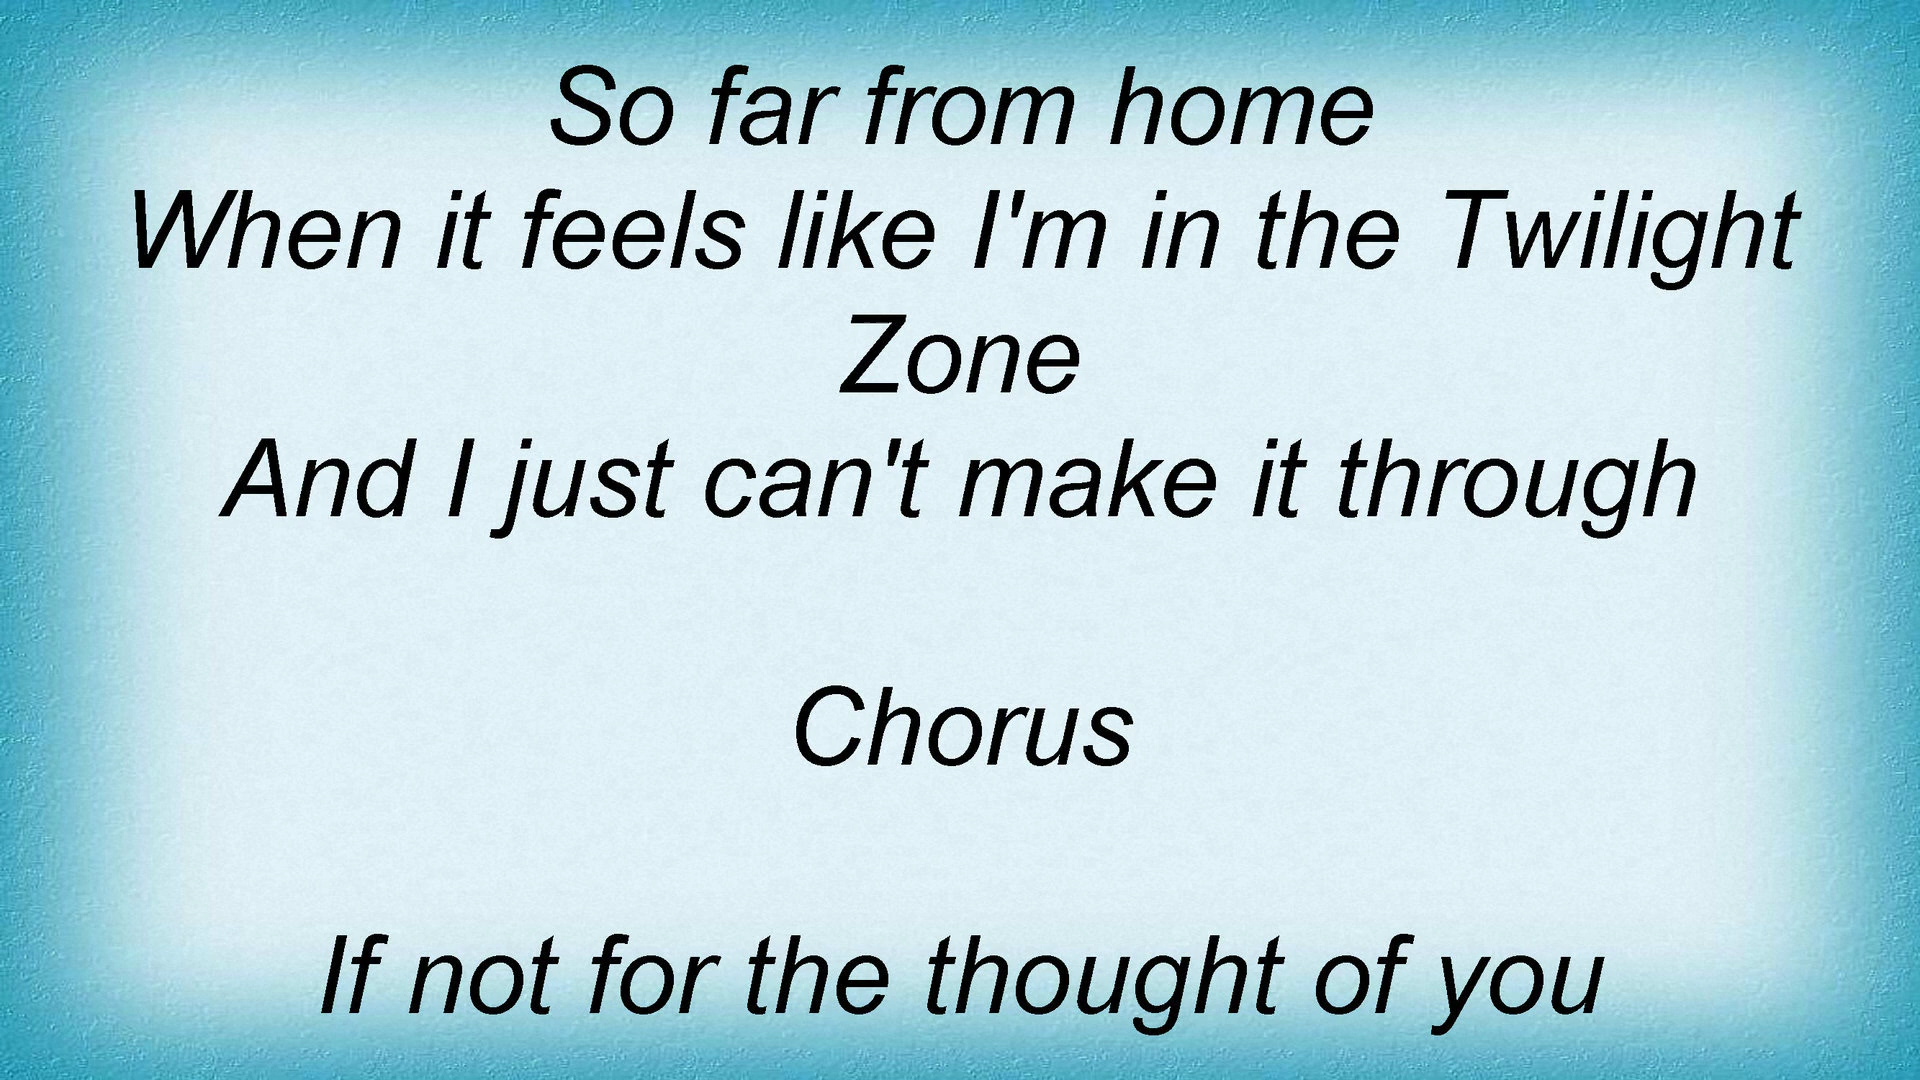 So far from home
When it feels like I'm in the Twilight
Zone
And I just can't make it through
Chorus
If not for the thought of you